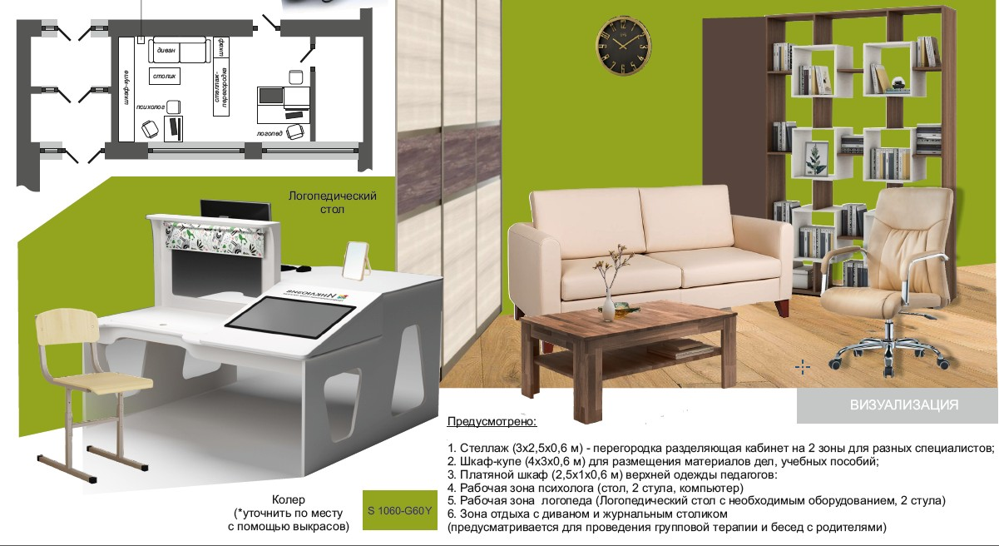 диван
шкаф
столик
шкаф-купе
стеллаж-
перегородка
психолог
логопед
Логопедический
стол
ВИЗУАЛИЗАЦИЯ
Предусмотрено:
1. Стеллаж (3х2,5х0,6 м) - перегородка разделяющая кабинет на 2 зоны для разных специалистов;
2. Шкаф-купе (4х3х0,6 м) для размещения материалов дел, учебных пособий;
3. Платяной шкаф (2,5х1х0,6 м) верхней одежды педагогов:
4. Рабочая зона психолога (стол, 2 стула, компьютер)
5. Рабочая зона  логопеда (Логопедический стол с необходимым оборудованием, 2 стула)
6. Зона отдыха с диваном и журнальным столиком
(предусматривается для проведения групповой терапии и бесед с родителями)
Колер
(*уточнить по месту
с помощью выкрасов)
S 1060-G60Y